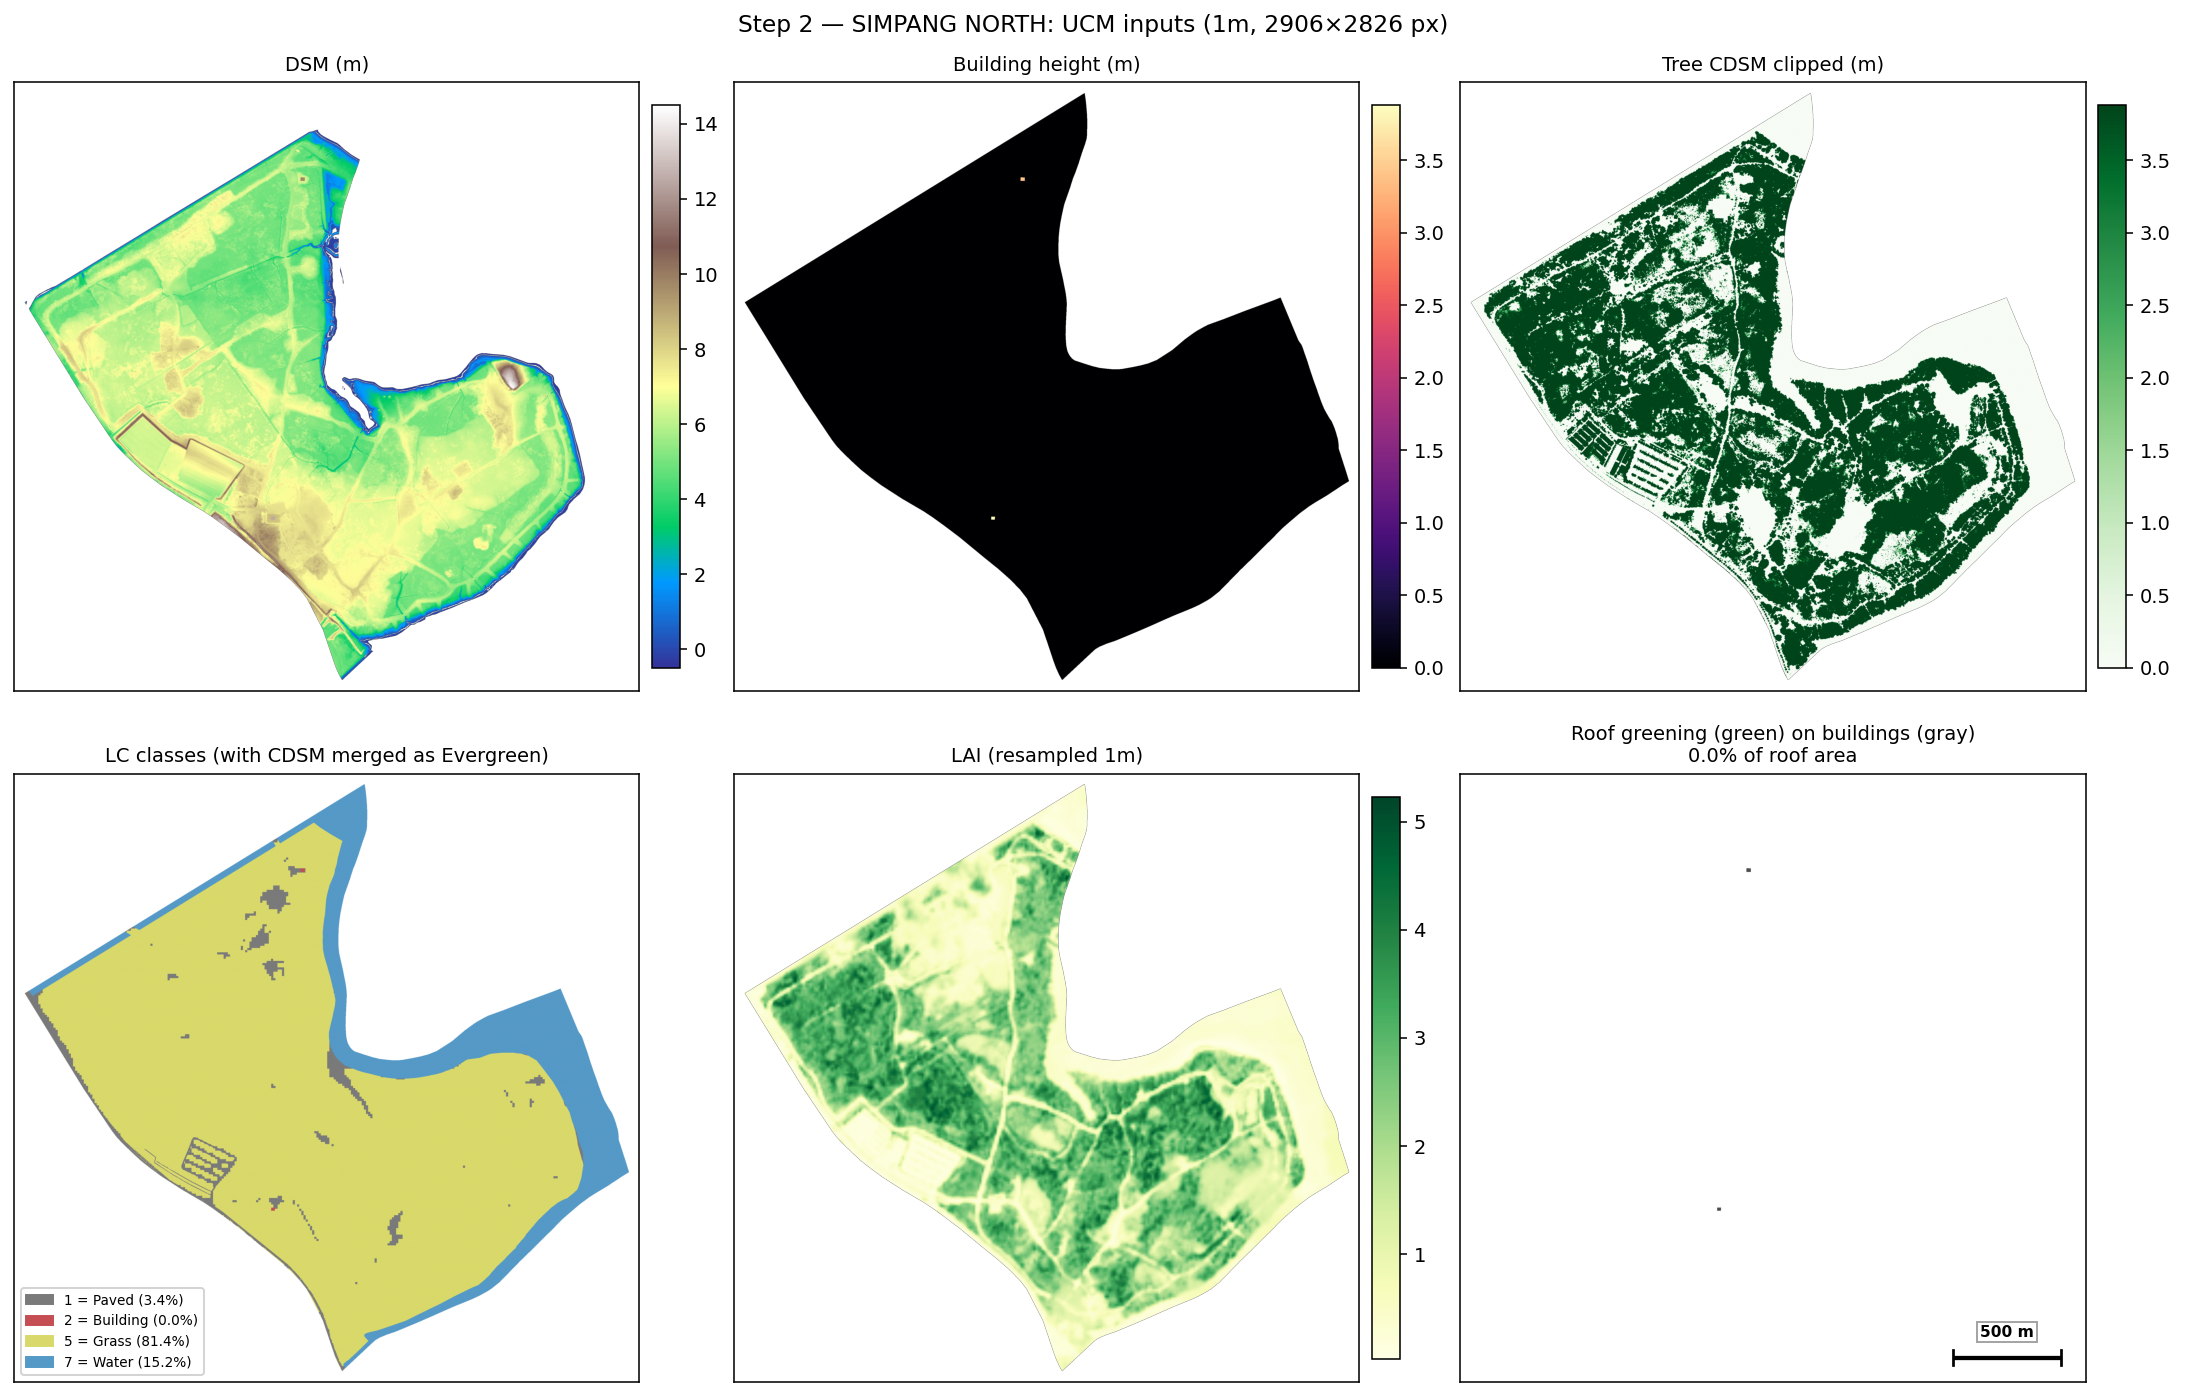 Step 2 — SIMPANG NORTH: UCM inputs (1m, 2906×2826 px)
DSM (m)
14
12
10
8
6
4
2
0
Building height (m)
3.5
3.0
2.5
2.0
1.5
1.0
0.5
0.0
Tree CDSM clipped (m)
3.5
3.0
2.5
2.0
1.5
1.0
0.5
0.0
LC classes (with CDSM merged as Evergreen)
1 = Paved (3.4%)
2 = Building (0.0%)
5 = Grass (81.4%)
7 = Water (15.2%)
LAI (resampled 1m)
5
4
3
2
1
Roof greening (green) on buildings (gray)
0.0% of roof area
500 m